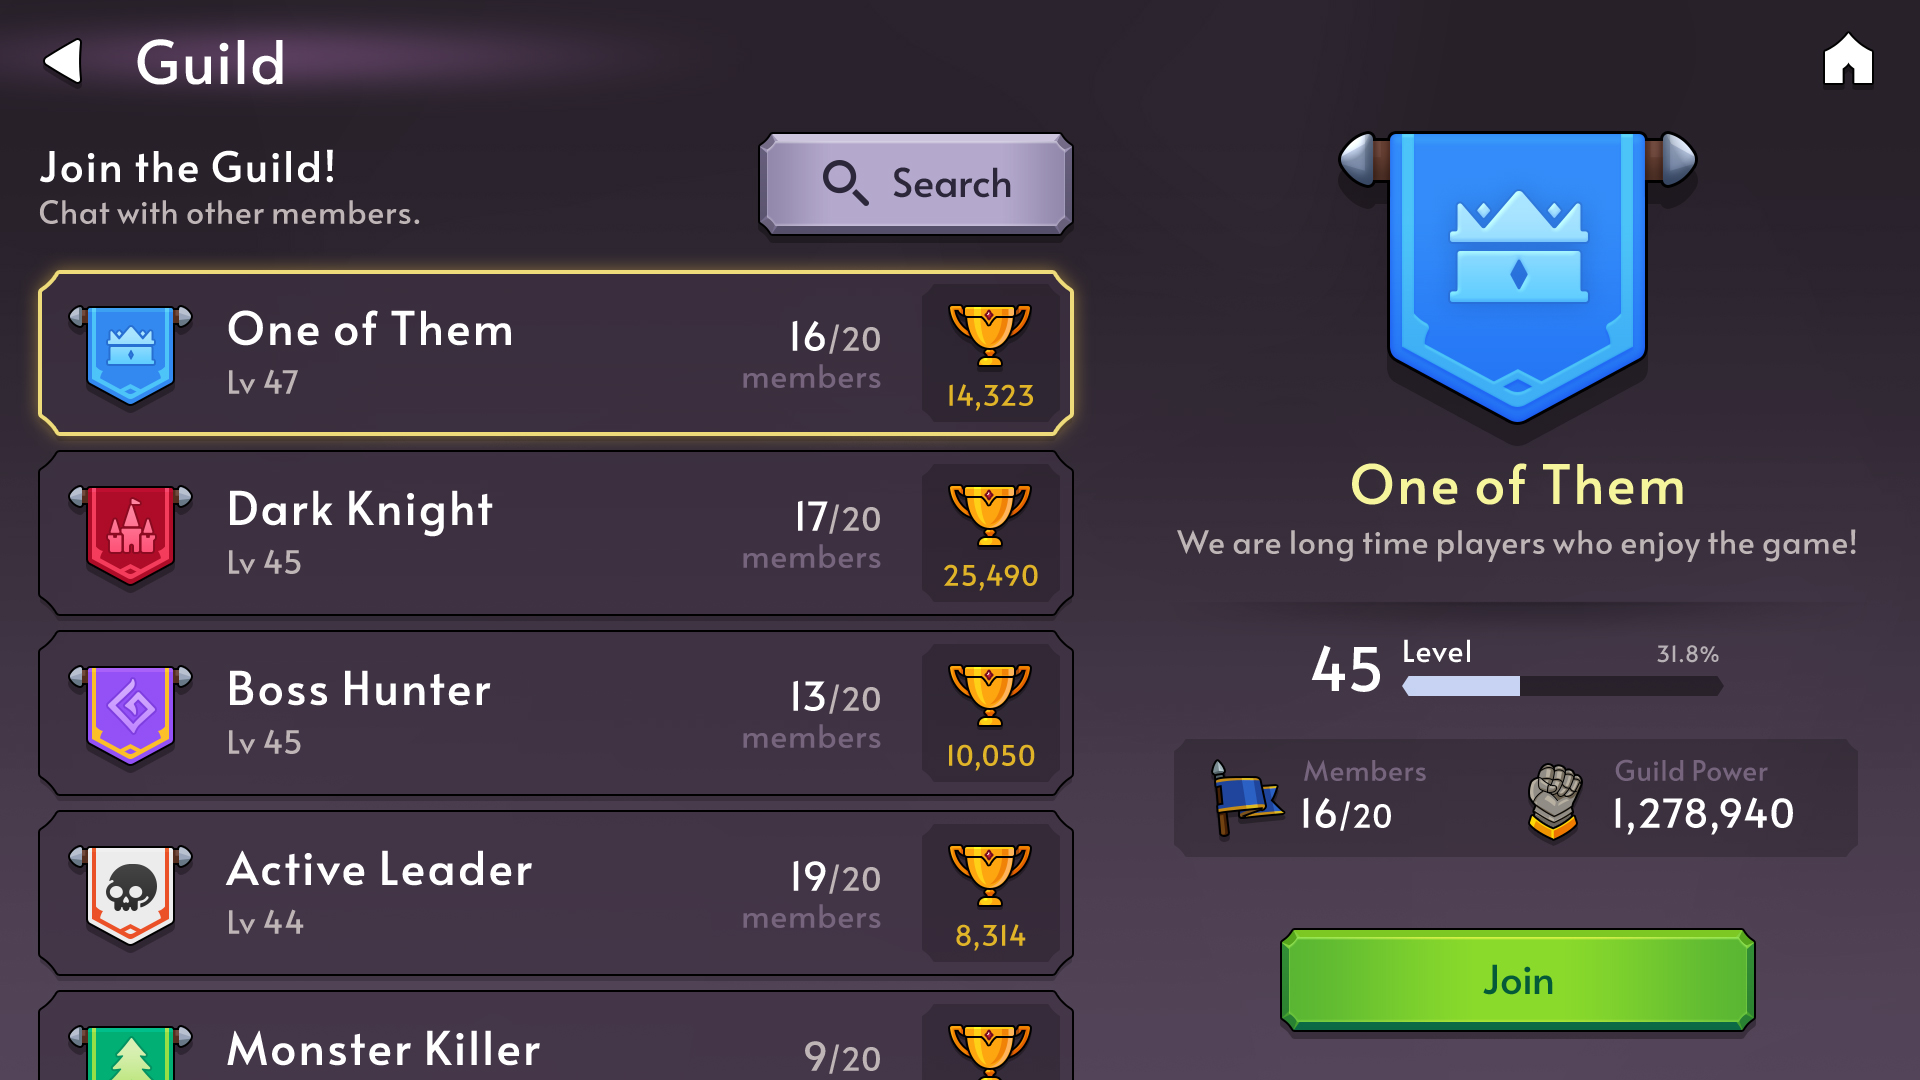 Guild
Join the Guild!
Chat with other members.
Search
One of Them
Lv 47
16/20
members
14,323
Dark Knight
Lv 45
17/20
members
25,490
Boss Hunter
Lv 45
13/20
members
10,050
Active Leader
Lv 44
19/20
members
8,314
Monster Killer
9/20
One of Them
We are long time players who enjoy the game!
45
Level
31.8%
Members
16/20
Guild Power
1,278,940
Join